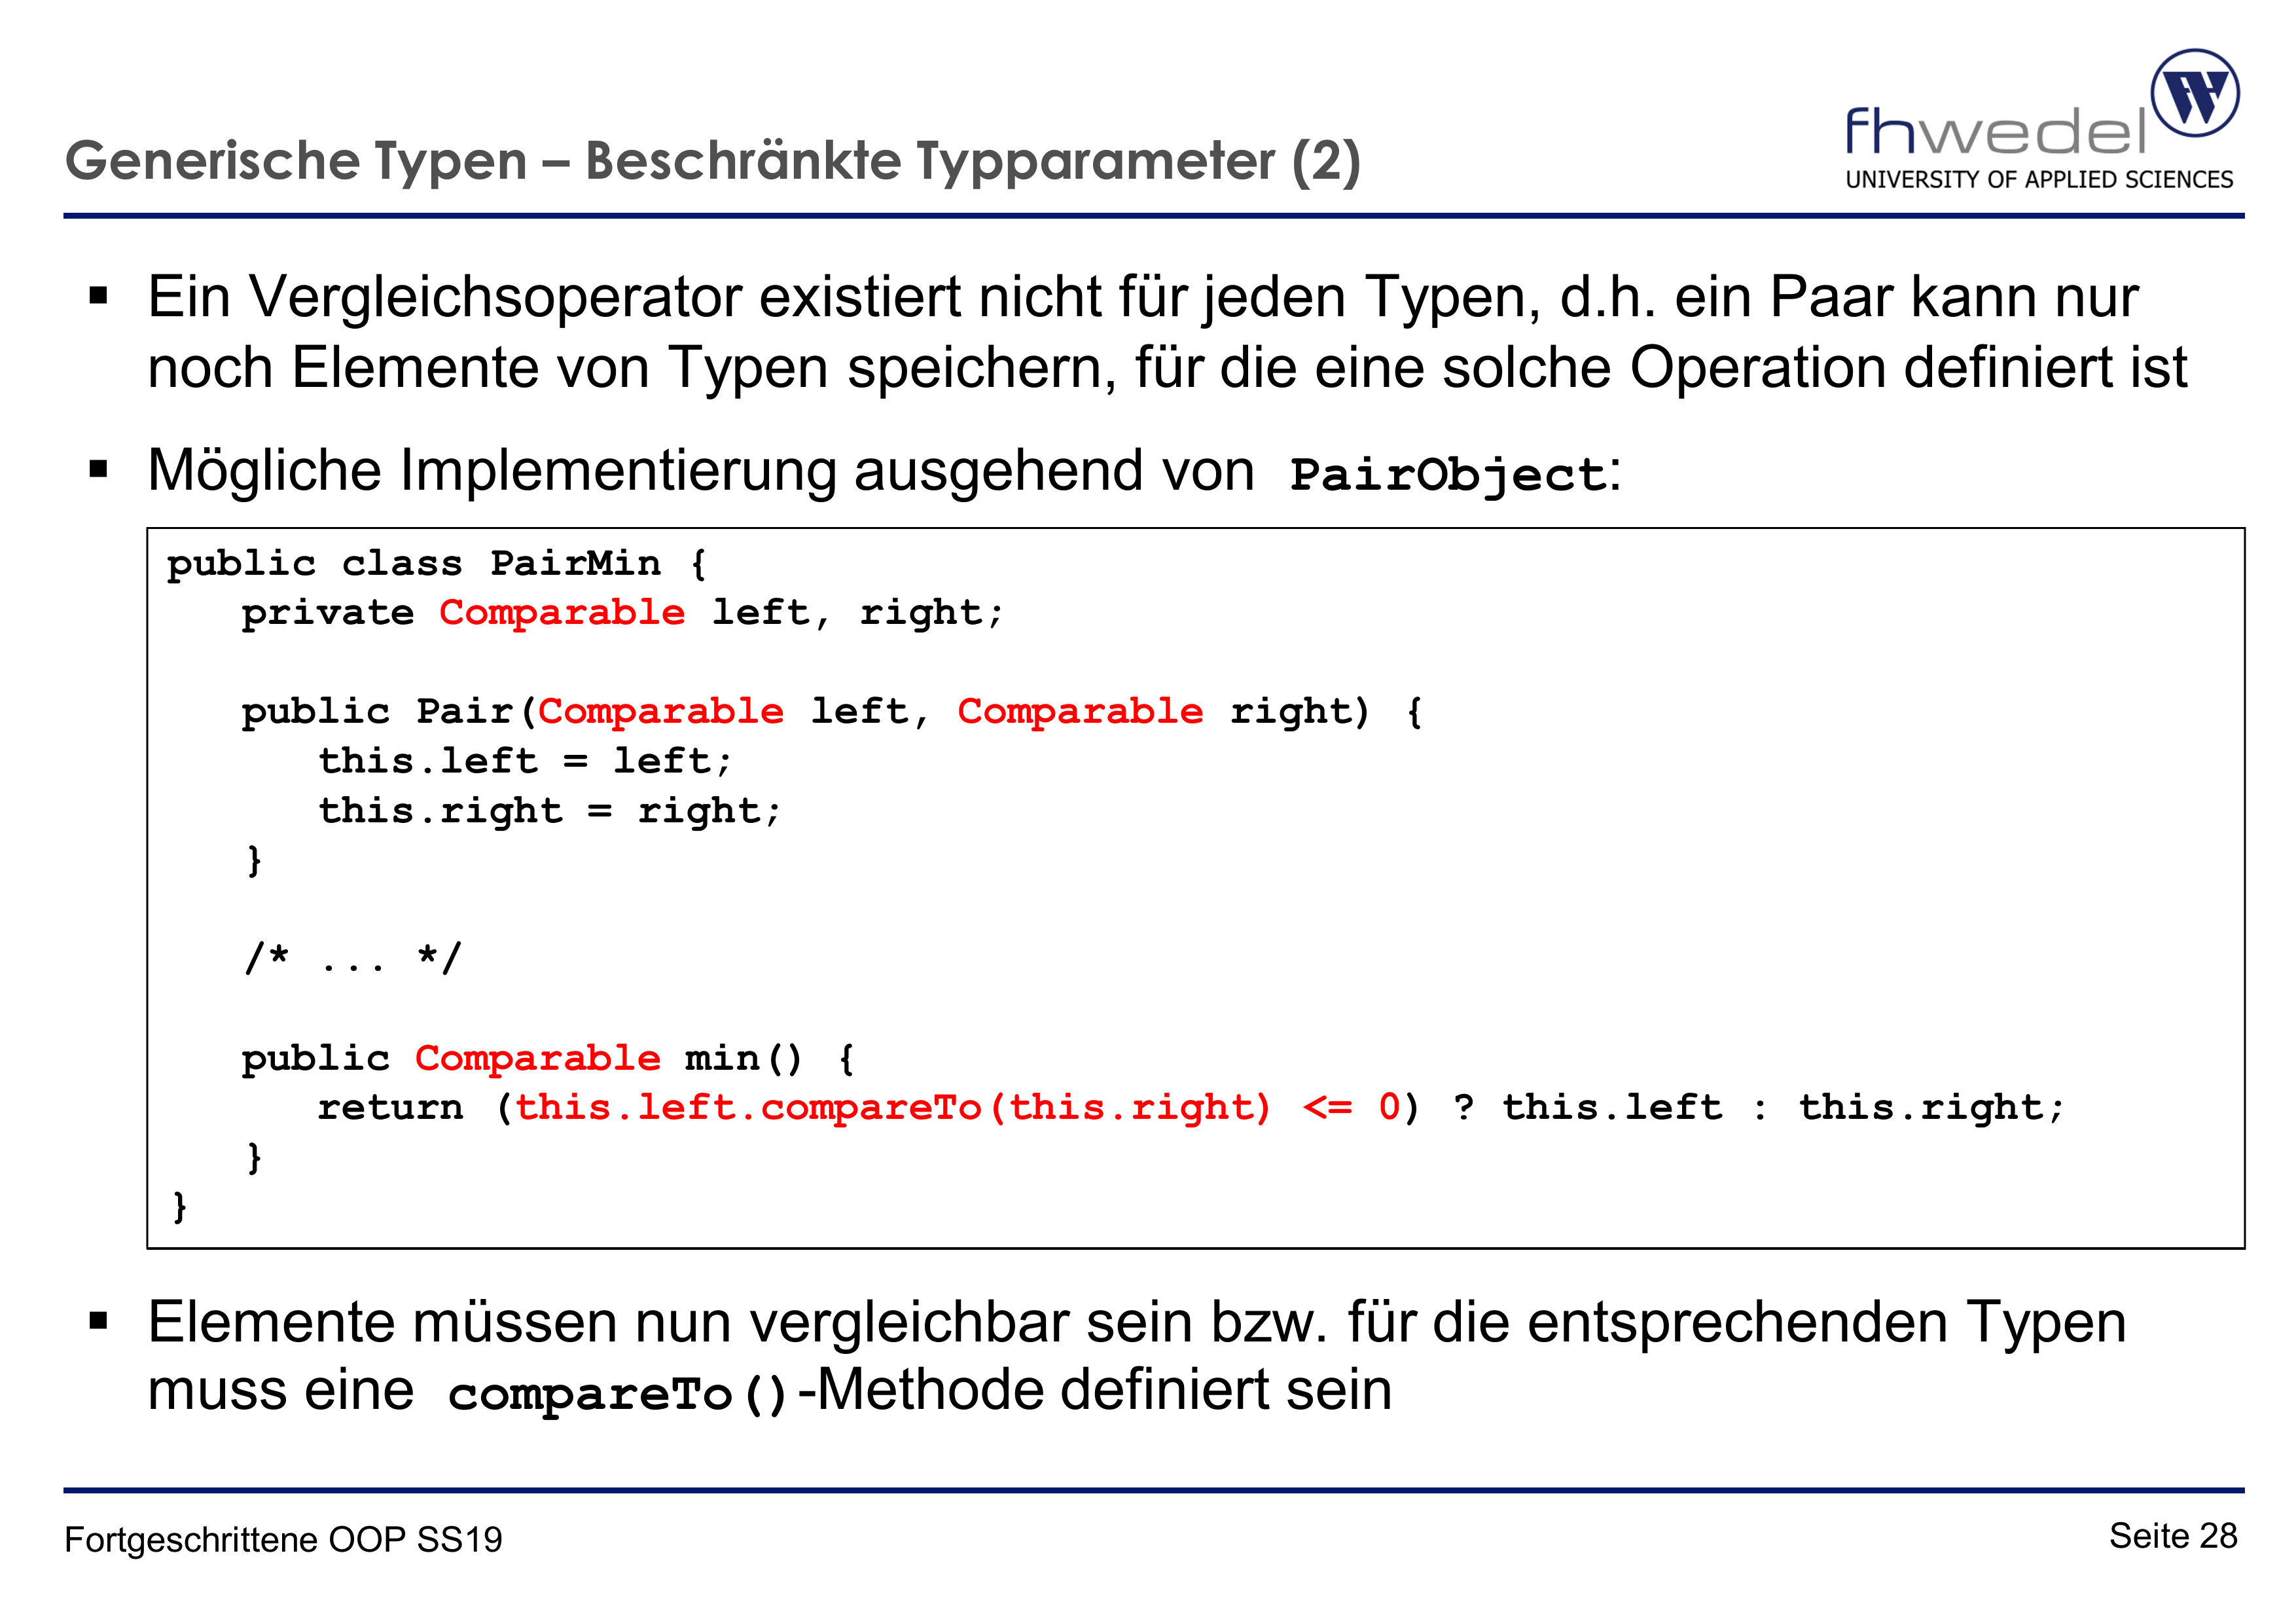 Generische Typen – Beschränkte Typparameter (2)
fhwedel
UNIVERSITY OF APPLIED SCIENCES
▪ Ein Vergleichsoperator existiert nicht für jeden Typen, d.h. ein Paar kann nur
noch Elemente von Typen speichern, für die eine solche Operation definiert ist
▪ Mögliche Implementierung ausgehend von PairObject:
public class PairMin {
   private Comparable left, right;
   public Pair(Comparable left, Comparable right) {
      this.left = left;
      this.right = right;
   }
   /* ... */
   public Comparable min() {
      return (this.left.compareTo(this.right) <= 0) ? this.left : this.right;
   }
}
▪ Elemente müssen nun vergleichbar sein bzw. für die entsprechenden Typen
muss eine compareTo()-Methode definiert sein
Fortgeschrittene OOP SS19
Seite 28